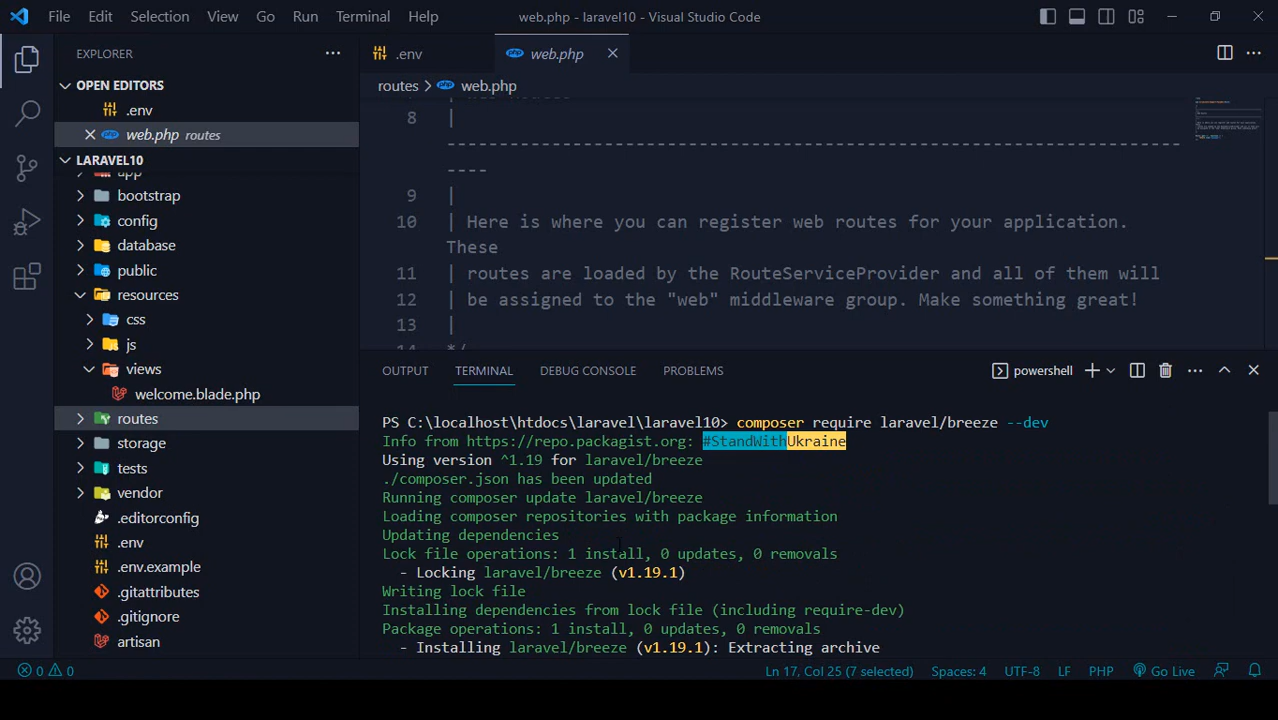 File Edit Selection View Go Run Terminal Help
web.php - laravel10 - Visual Studio Code
EXPLORER
OPEN EDITORS
.env
web.php routes
LARAVEL10
app
bootstrap
config
database
public
resources
css
js
views
welcome.blade.php
routes
storage
tests
vendor
.editorconfig
.env
.env.example
.gitattributes
.gitignore
artisan
.env
web.php
routes > web.php
8 |
---------------------------------------------------------------------------
----
9 |
10 | Here is where you can register web routes for your application.
These
11 | routes are loaded by the RouteServiceProvider and all of them will
12 | be assigned to the "web" middleware group. Make something great!
13 |
14 */
OUTPUT TERMINAL DEBUG CONSOLE PROBLEMS
powershell
PS C:\localhost\htdocs\laravel\laravel10> composer require laravel/breeze --dev
Info from https://repo.packagist.org: #StandWithUkraine
Using version ^1.19 for laravel/breeze
./composer.json has been updated
Running composer update laravel/breeze
Loading composer repositories with package information
Updating dependencies
Lock file operations: 1 install, 0 updates, 0 removals
- Locking laravel/breeze (v1.19.1)
Writing lock file
Installing dependencies from lock file (including require-dev)
Package operations: 1 install, 0 updates, 0 removals
- Installing laravel/breeze (v1.19.1): Extracting archive
0 0
Ln 17, Col 25 (7 selected)
Spaces: 4
UTF-8
LF
PHP
Go Live